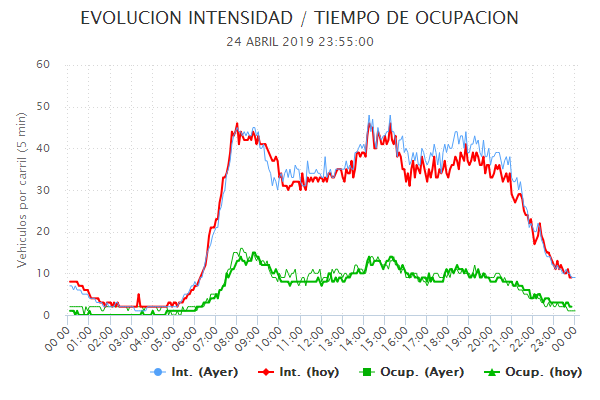 EVOLUCION INTENSIDAD / TIEMPO DE OCUPACION
24 ABRIL 2019 23:55:00
Vehículos por carril (5 min)
60
50
40
30
20
10
0
00:00 01:00 02:00 03:00 04:00 05:00 06:00 07:00 08:00 09:00 10:00 11:00 12:00 13:00 14:00 15:00 16:00 17:00 18:00 19:00 20:00 21:00 22:00 23:00 00:00
Int. (Ayer) Int. (hoy) Ocup. (Ayer) Ocup. (hoy)